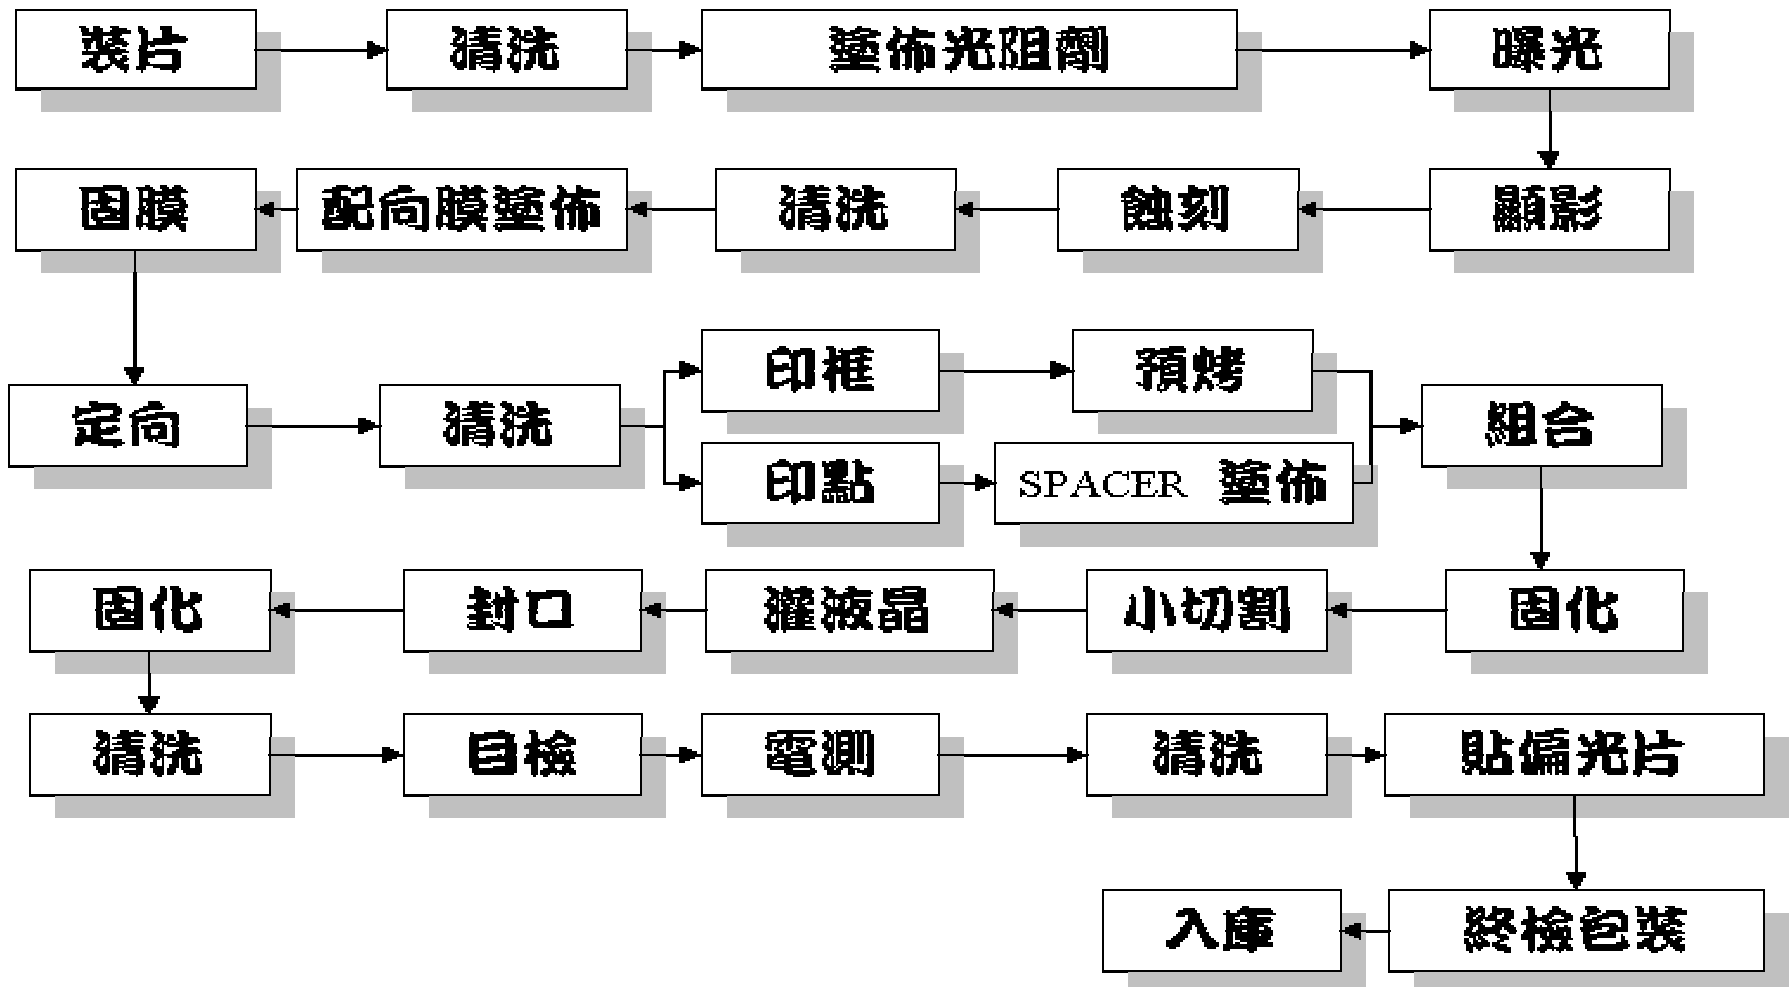 裝片 清洗 塗佈光阻劑 曝光
固膜 配向膜塗佈 清洗 蝕刻 顯影
印框 預烤
定向 清洗 組合
印點 SPACER 塗佈
固化 封口 灌液晶 小切割 固化
清洗 目檢 電測 清洗 貼偏光片
入庫 終檢包裝